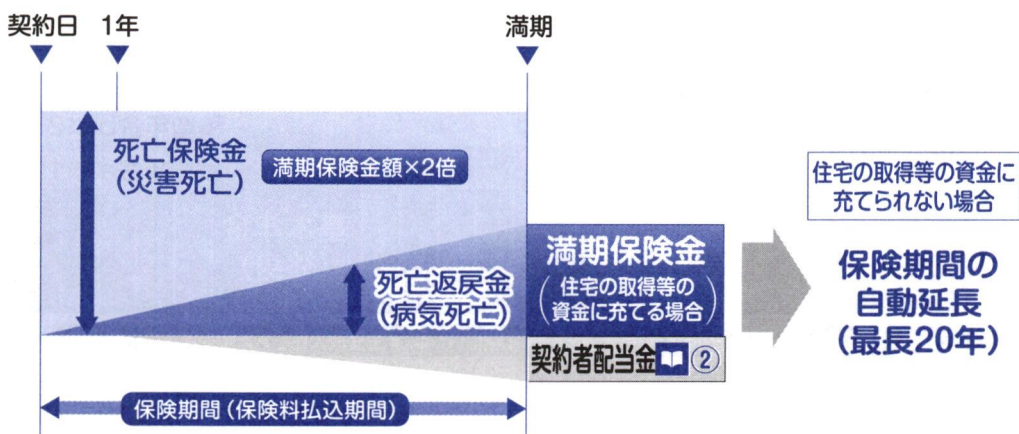 契約日 1年
満期
死亡保険金
(災害死亡)
満期保険金額×2倍
死亡返戻金
(病気死亡)
満期保険金
(住宅の取得等の
資金に充てる場合)
契約者配当金 ②
保険期間(保険料払込期間)
住宅の取得等の資金に
充てられない場合
保険期間の
自動延長
(最長20年)